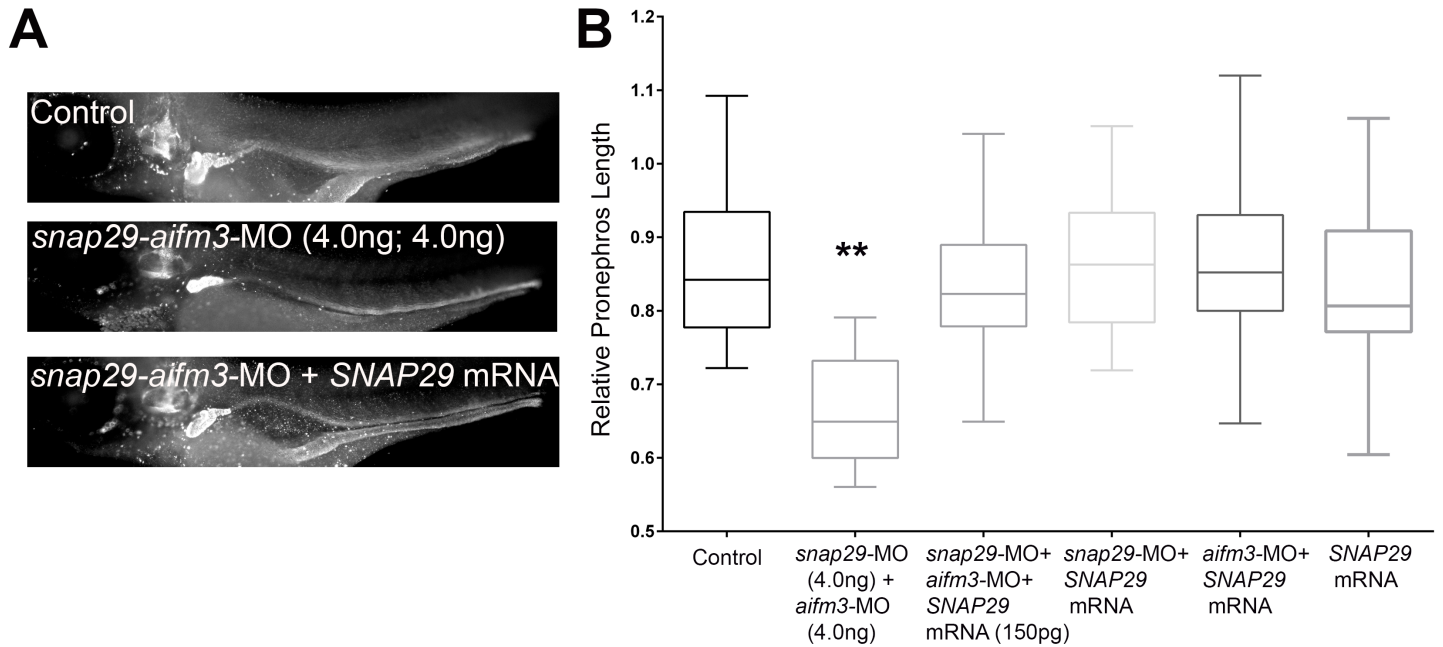 A
Control
snap29-aifm3-MO (4.0ng; 4.0ng)
snap29-aifm3-MO + SNAP29 mRNA
B
Relative Pronephros Length
1.2
1.1
1.0
0.9
0.8
0.7
0.6
0.5
**
Control
snap29-MO
(4.0ng) +
aifm3-MO
(4.0ng)
snap29-MO+
aifm3-MO+
SNAP29
mRNA (150pg)
snap29-MO+
SNAP29
mRNA
aifm3-MO+
SNAP29
mRNA
SNAP29
mRNA